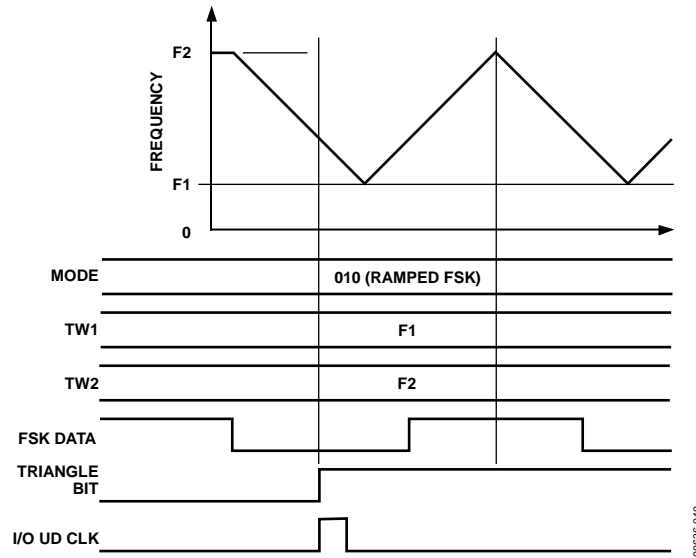 F2
FREQUENCY
F1
0
MODE
010 (RAMPED FSK)
TW1
F1
TW2
F2
FSK DATA
TRIANGLE
BIT
I/O UD CLK